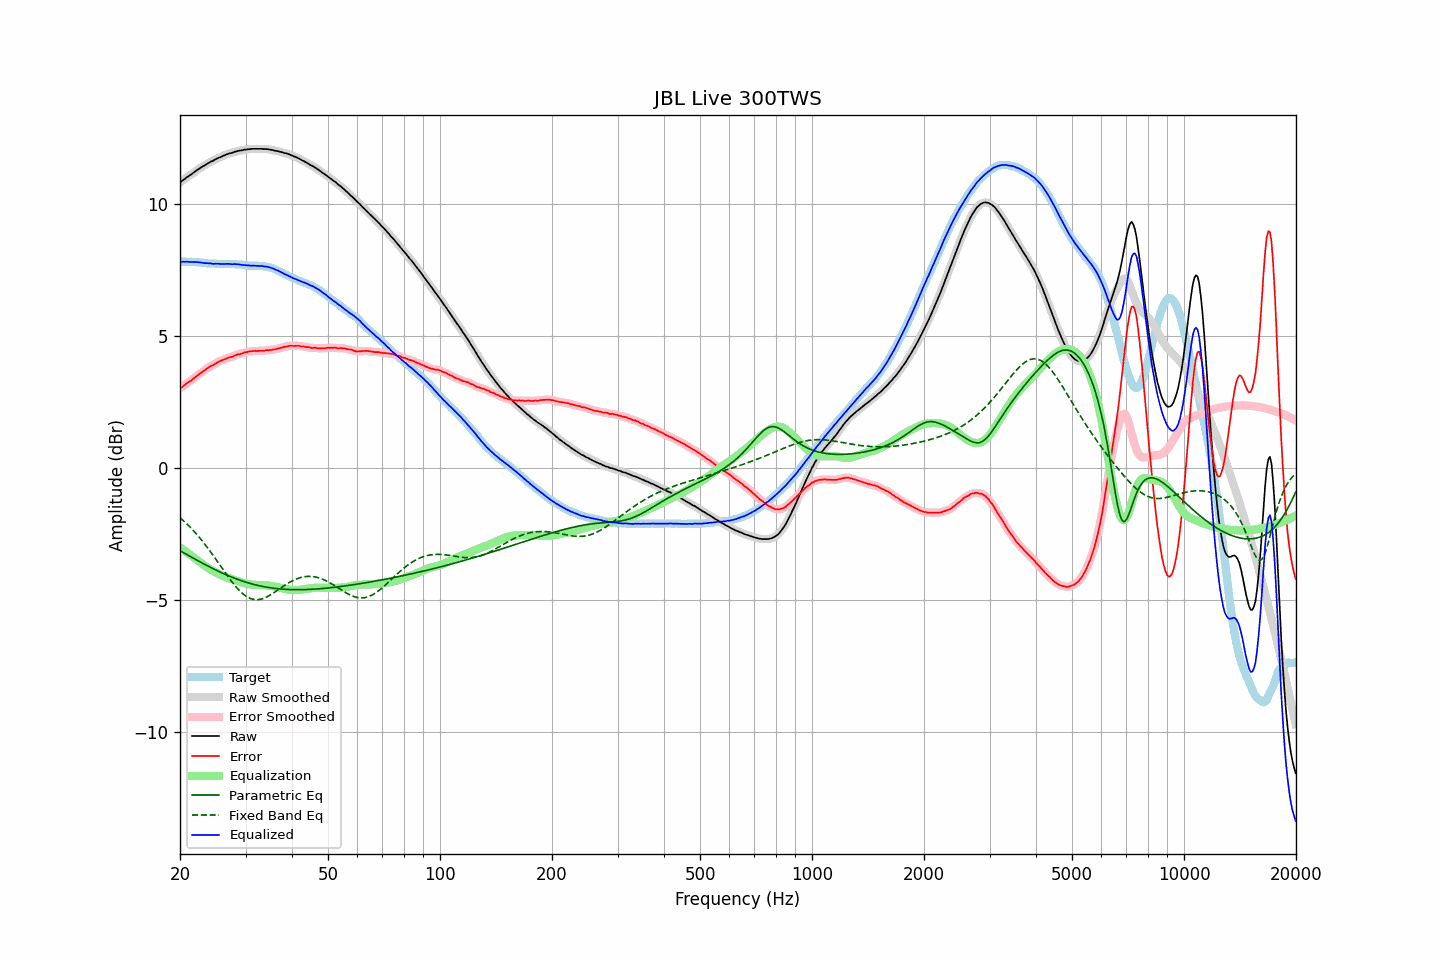 JBL Live 300TWS
Amplitude (dBr)
10
5
0
−5
−10
Target
Raw Smoothed
Error Smoothed
Raw
Error
Equalization
Parametric Eq
Fixed Band Eq
Equalized
20 50 100 200 500 1000 2000 5000 10000 20000
Frequency (Hz)